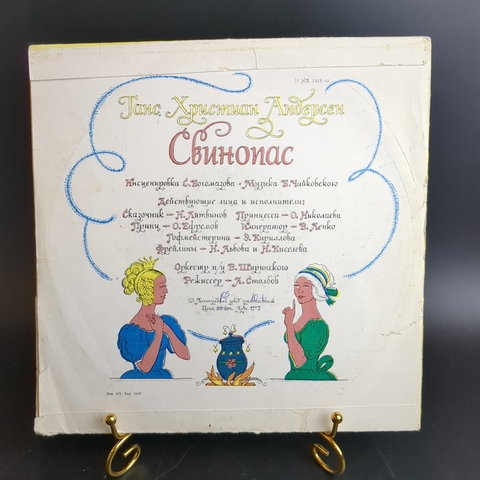 Ганс Христиан Андерсен
Свинопас
Инсценировка С. Богомазова • Музыка Б. Чайковского
Действующие лица и исполнители:
Сказочник — Н. Литвинов Принцесса — О. Николаева
Принц — О. Ефремов Император — В. Лепко
Гофмейстерина — Э. Кириллова
Фрейлины — Н. Львова и Н. Киселева
Оркестр п/у В. Ширинского
Режиссер — А. Столбов